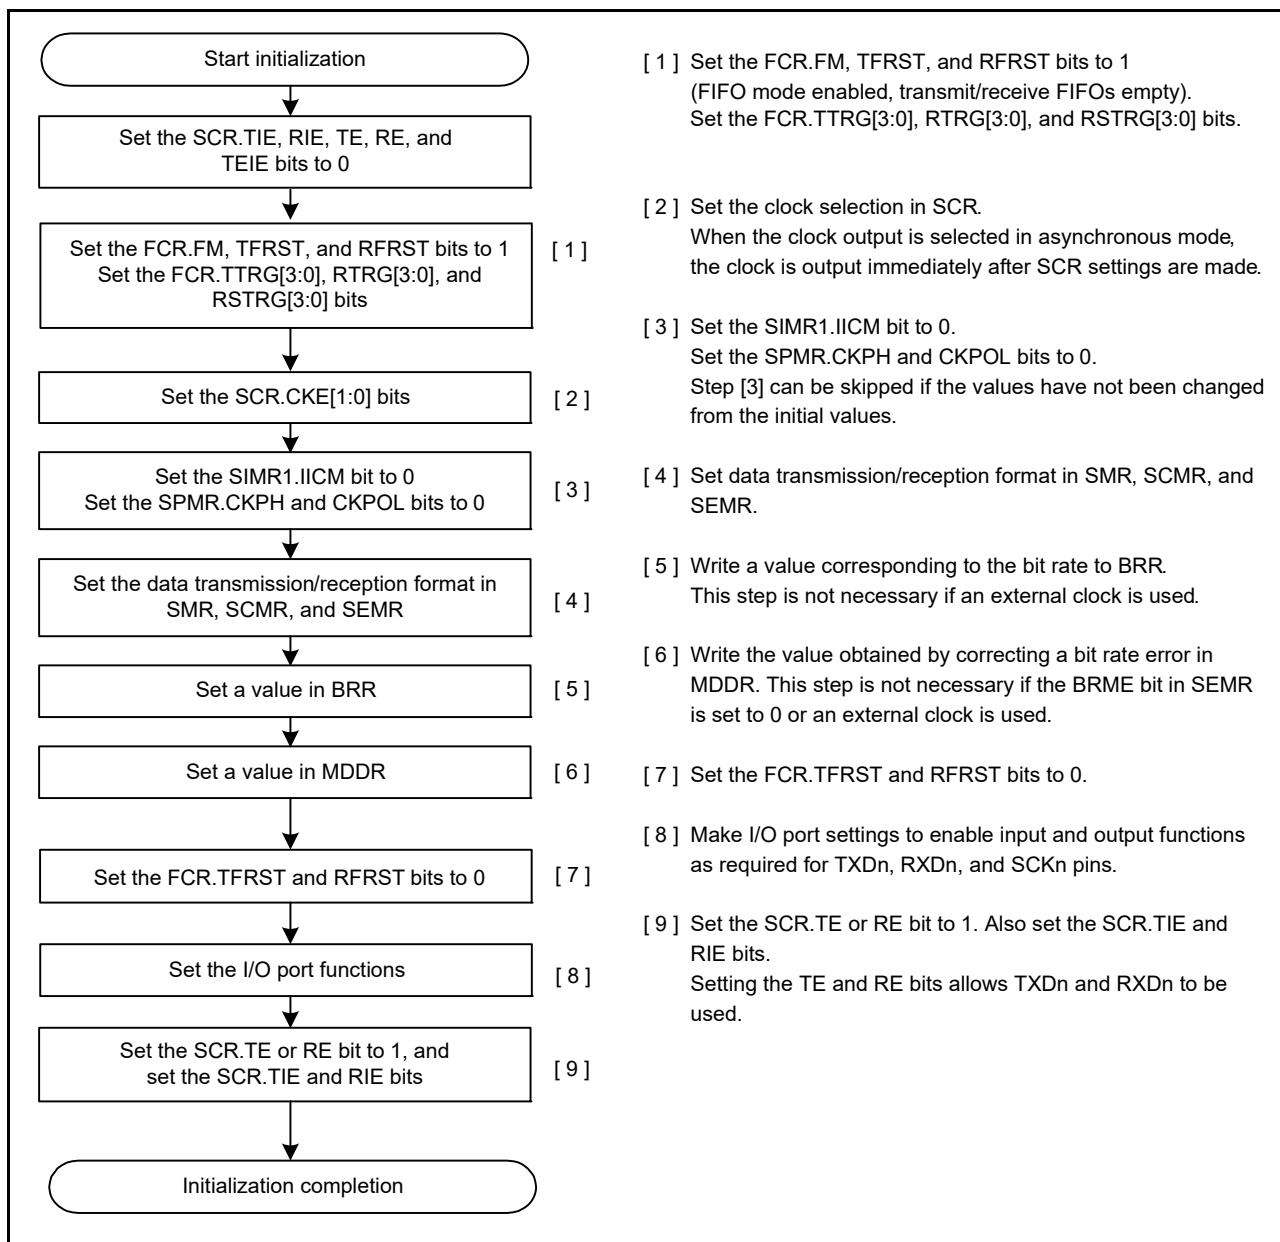 Start initialization
Set the SCR.TIE, RIE, TE, RE, and
TEIE bits to 0
Set the FCR.FM, TFRST, and RFRST bits to 1
Set the FCR.TTRG[3:0], RTRG[3:0], and
RSTRG[3:0] bits
[ 1 ]
Set the SCR.CKE[1:0] bits
[ 2 ]
Set the SIMR1.IICM bit to 0
Set the SPMR.CKPH and CKPOL bits to 0
[ 3 ]
Set the data transmission/reception format in
SMR, SCMR, and SEMR
[ 4 ]
Set a value in BRR
[ 5 ]
Set a value in MDDR
[ 6 ]
Set the FCR.TFRST and RFRST bits to 0
[ 7 ]
Set the I/O port functions
[ 8 ]
Set the SCR.TE or RE bit to 1, and
set the SCR.TIE and RIE bits
[ 9 ]
Initialization completion
[ 1 ] Set the FCR.FM, TFRST, and RFRST bits to 1
(FIFO mode enabled, transmit/receive FIFOs empty).
Set the FCR.TTRG[3:0], RTRG[3:0], and RSTRG[3:0] bits.
[ 2 ] Set the clock selection in SCR.
When the clock output is selected in asynchronous mode,
the clock is output immediately after SCR settings are made.
[ 3 ] Set the SIMR1.IICM bit to 0.
Set the SPMR.CKPH and CKPOL bits to 0.
Step [3] can be skipped if the values have not been changed
from the initial values.
[ 4 ] Set data transmission/reception format in SMR, SCMR, and
SEMR.
[ 5 ] Write a value corresponding to the bit rate to BRR.
This step is not necessary if an external clock is used.
[ 6 ] Write the value obtained by correcting a bit rate error in
MDDR. This step is not necessary if the BRME bit in SEMR
is set to 0 or an external clock is used.
[ 7 ] Set the FCR.TFRST and RFRST bits to 0.
[ 8 ] Make I/O port settings to enable input and output functions
as required for TXDn, RXDn, and SCKn pins.
[ 9 ] Set the SCR.TE or RE bit to 1. Also set the SCR.TIE and
RIE bits.
Setting the TE and RE bits allows TXDn and RXDn to be
used.